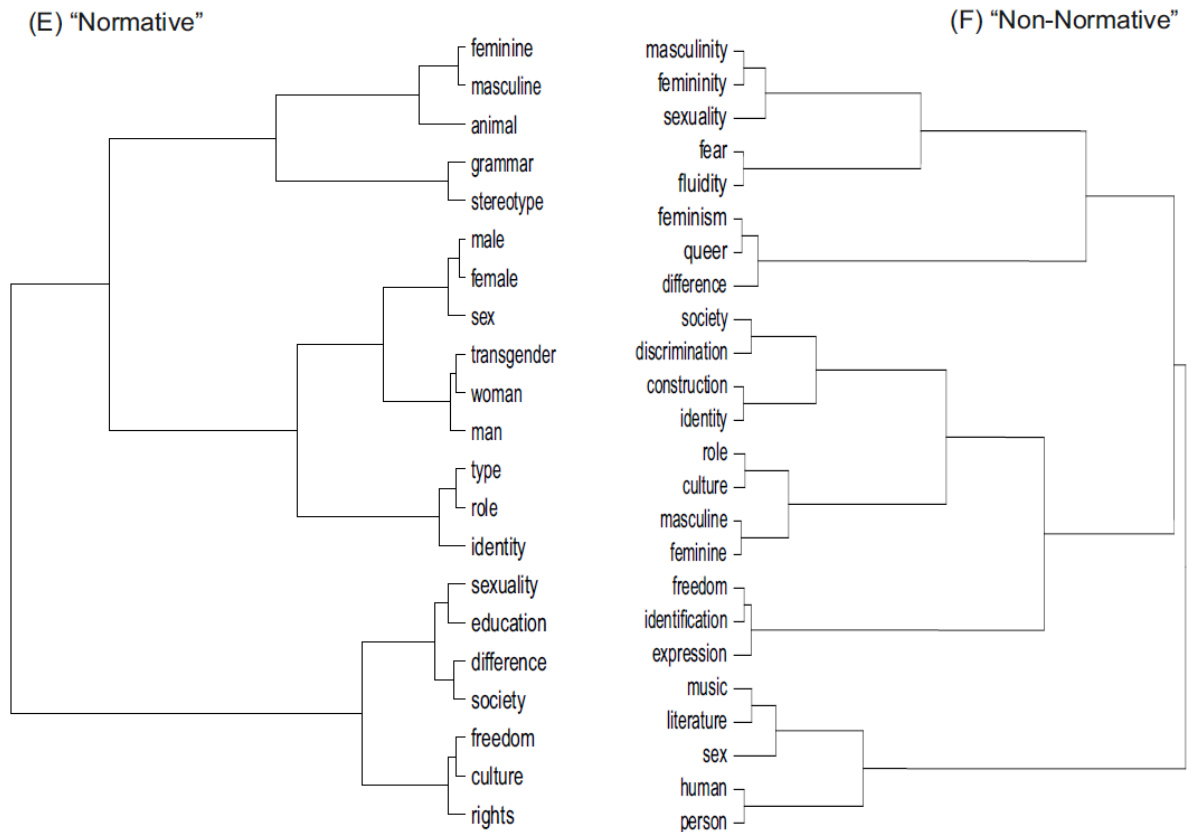 (E) “Normative”
feminine
masculine
animal
grammar
stereotype
male
female
sex
transgender
woman
man
type
role
identity
sexuality
education
difference
society
freedom
culture
rights
(F) “Non-Normative”
masculinity
femininity
sexuality
fear
fluidity
feminism
queer
difference
society
discrimination
construction
identity
role
culture
masculine
feminine
freedom
identification
expression
music
literature
sex
human
person